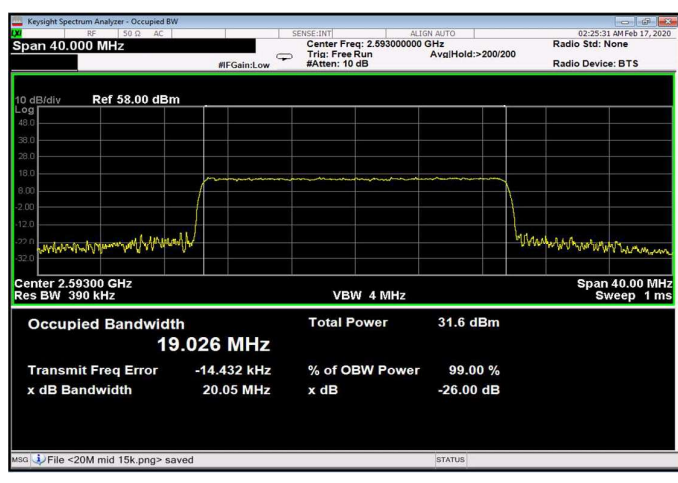 Keysight Spectrum Analyzer - Occupied BW
RF 50 Ω AC SENSE:INT ALIGN AUTO 02:25:31 AM Feb 17, 2020
Span 40.000 MHz Center Freq: 2.593000000 GHz Radio Std: None
Trig: Free Run Avg|Hold:>200/200
#IFGain:Low #Atten: 10 dB Radio Device: BTS
10 dB/div Ref 58.00 dBm
Log
48.0
38.0
28.0
18.0
8.00
-2.00
-12.0
-22.0
-32.0
Center 2.59300 GHz Span 40.00 MHz
Res BW 390 kHz VBW 4 MHz Sweep 1 ms
Occupied Bandwidth Total Power 31.6 dBm
19.026 MHz
Transmit Freq Error -14.432 kHz % of OBW Power 99.00 %
x dB Bandwidth 20.05 MHz x dB -26.00 dB
MSG File <20M mid 15k.png> saved STATUS